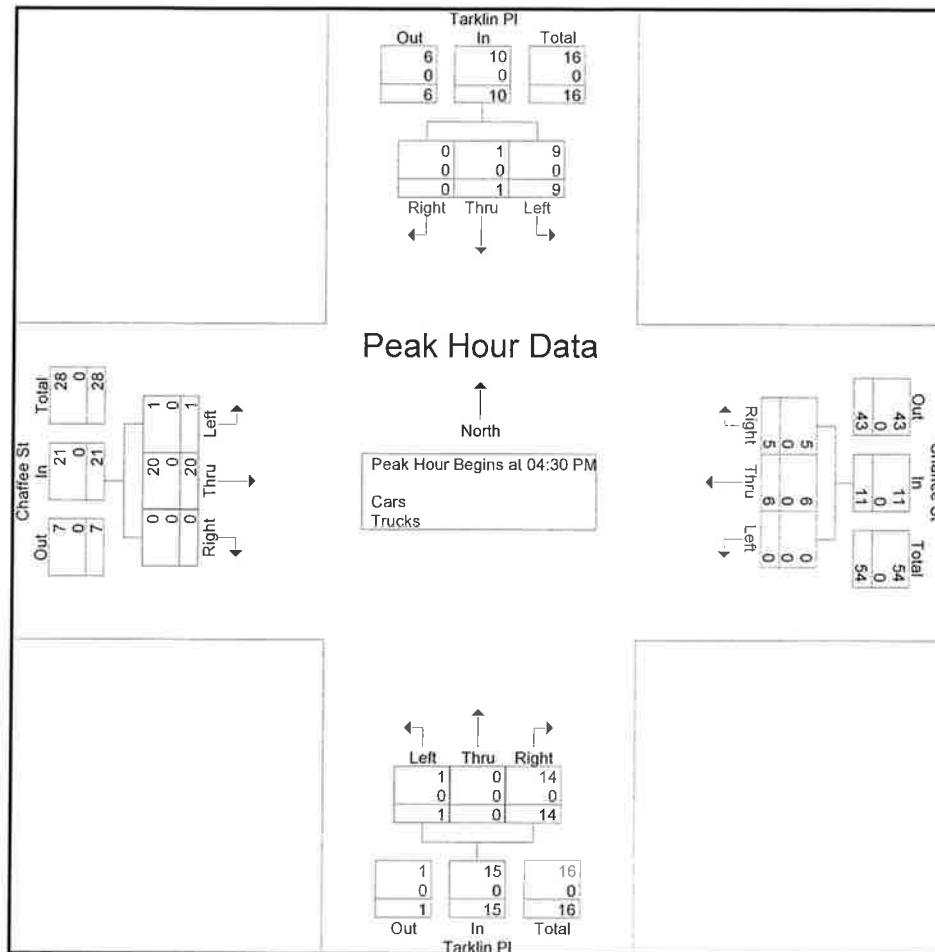 Tarklin Pl
Out In Total
6 10 16
0 0 0
6 10 16
0 1 9
0 0 0
0 1 9
Right Thru Left
Peak Hour Data
North
Peak Hour Begins at 04:30 PM
Cars
Trucks
Chaffee St
Total In Out
28 21 7
0 0 0
28 21 7
1 20 0
0 0 0
1 20 0
Left Thru Right
Out In Total
43 11 54
0 0 0
43 11 54
5 6 0
0 0 0
5 6 0
Right Thru Left
Left Thru Right
1 0 14
0 0 0
1 0 14
1 15 16
0 0 0
1 15 16
Out In Total
Tarklin Pl